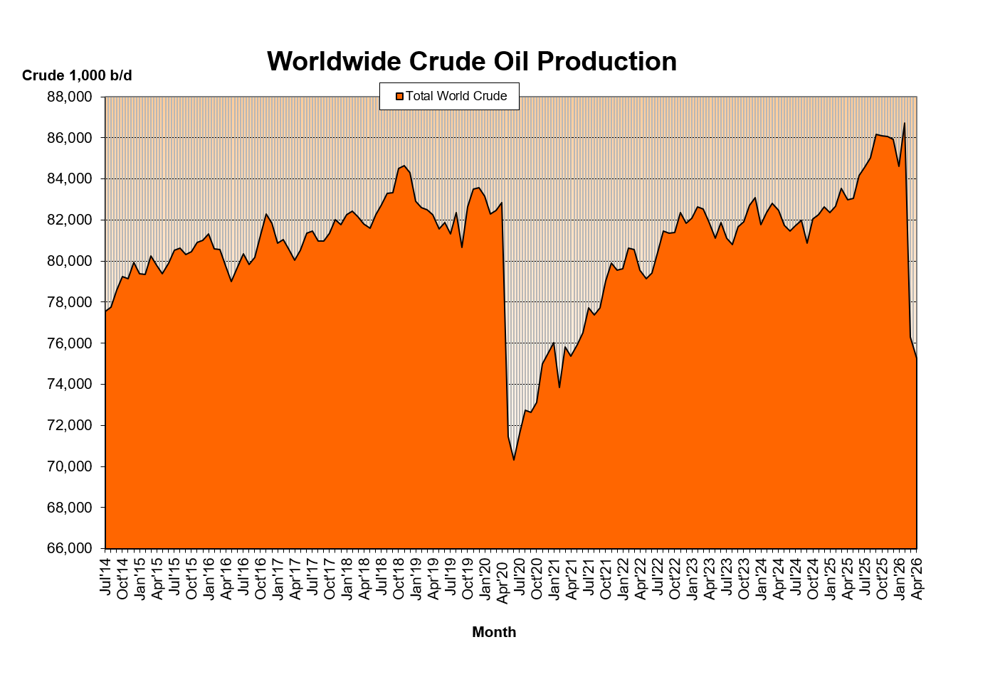 Worldwide Crude Oil Production
Crude 1,000 b/d
Total World Crude
88,000
86,000
84,000
82,000
80,000
78,000
76,000
74,000
72,000
70,000
68,000
66,000
Jul'14
Oct'14
Jan'15
Apr'15
Jul'15
Oct'15
Jan'16
Apr'16
Jul'16
Oct'16
Jan'17
Apr'17
Jul'17
Oct'17
Jan'18
Apr'18
Jul'18
Oct'18
Jan'19
Apr'19
Jul'19
Oct'19
Jan'20
Apr'20
Jul'20
Oct'20
Jan'21
Apr'21
Jul'21
Oct'21
Jan'22
Apr'22
Jul'22
Oct'22
Jan'23
Apr'23
Jul'23
Oct'23
Jan'24
Apr'24
Jul'24
Oct'24
Jan'25
Apr'25
Jul'25
Oct'25
Jan'26
Apr'26
Month